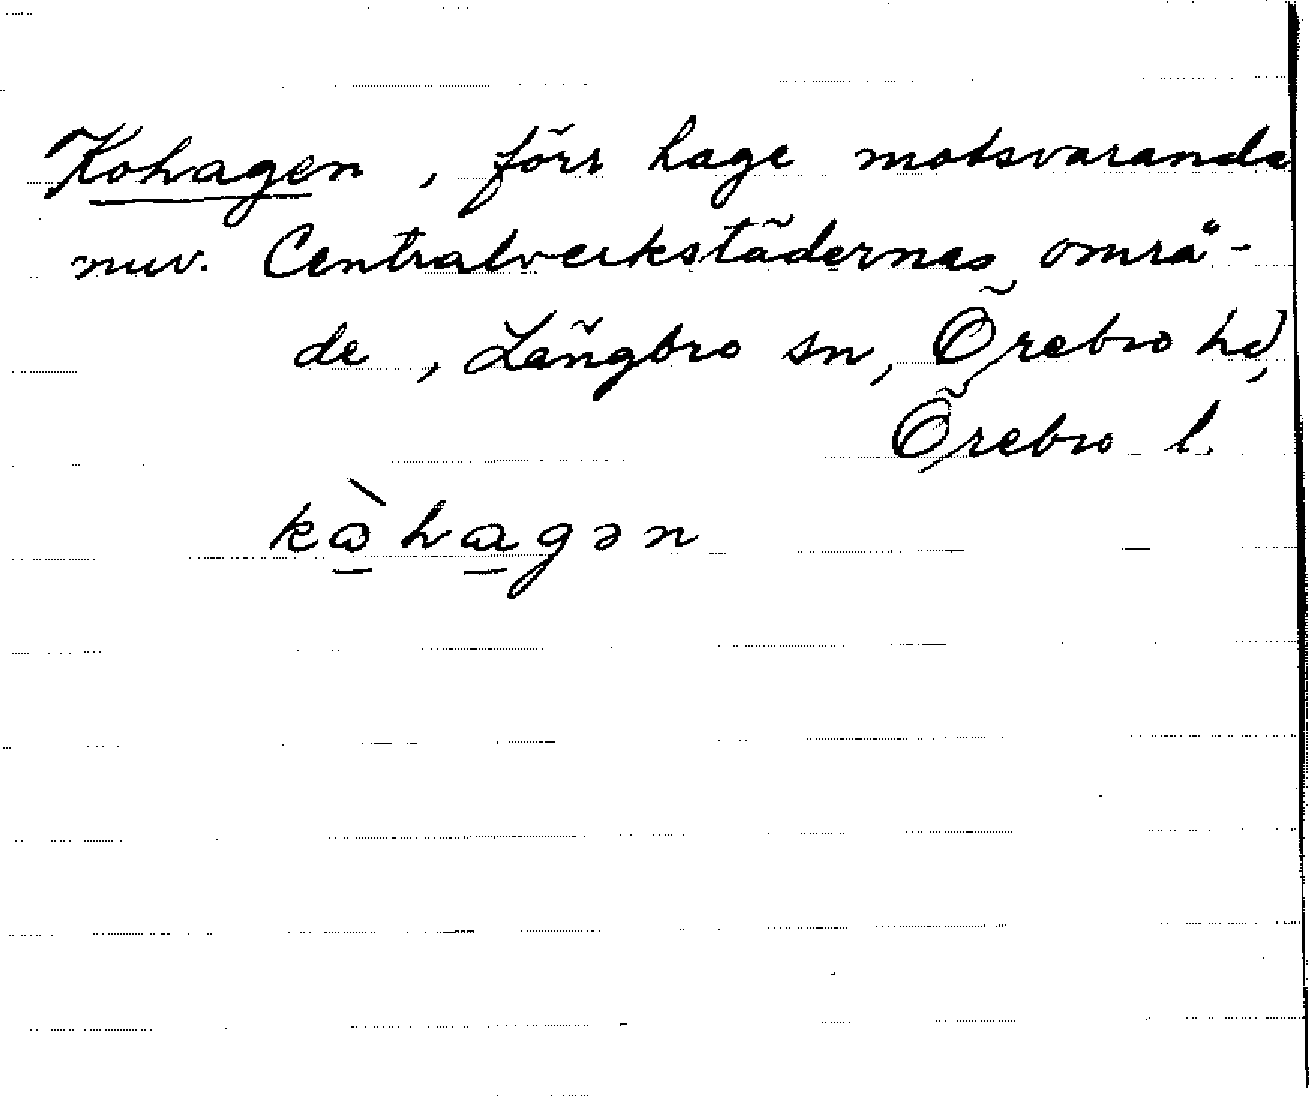 Kohagen, förr hage motsvarande
nuv. Centralverkstädernas områ-
de, Längbro sn, Örebro hd,
Örebro l.
kòhagən